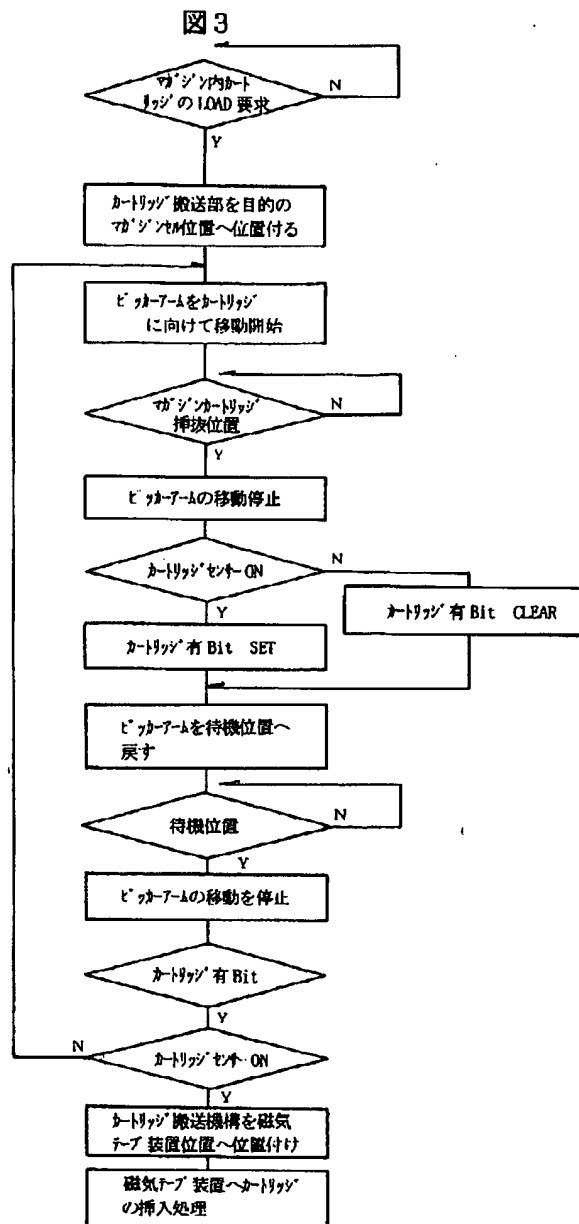 図3
マガジン内カート
リッジのLOAD要求
N
Y
カートリッジ搬送部を目的の
マガジンセル位置へ位置付る
ピッカーアームをカートリッジ
に向けて移動開始
マガジンカートリッジ
挿抜位置
N
Y
ピッカーアームの移動停止
カートリッジセンサーON
N
Y
カートリッジ有Bit CLEAR
カートリッジ有Bit SET
ピッカーアームを待機位置へ
戻す
待機位置
N
Y
ピッカーアームの移動を停止
カートリッジ有Bit
Y
カートリッジセンサーON
N
Y
カートリッジ搬送機構を磁気
テープ装置位置へ位置付け
磁気テープ装置へカートリッジ
の挿入処理